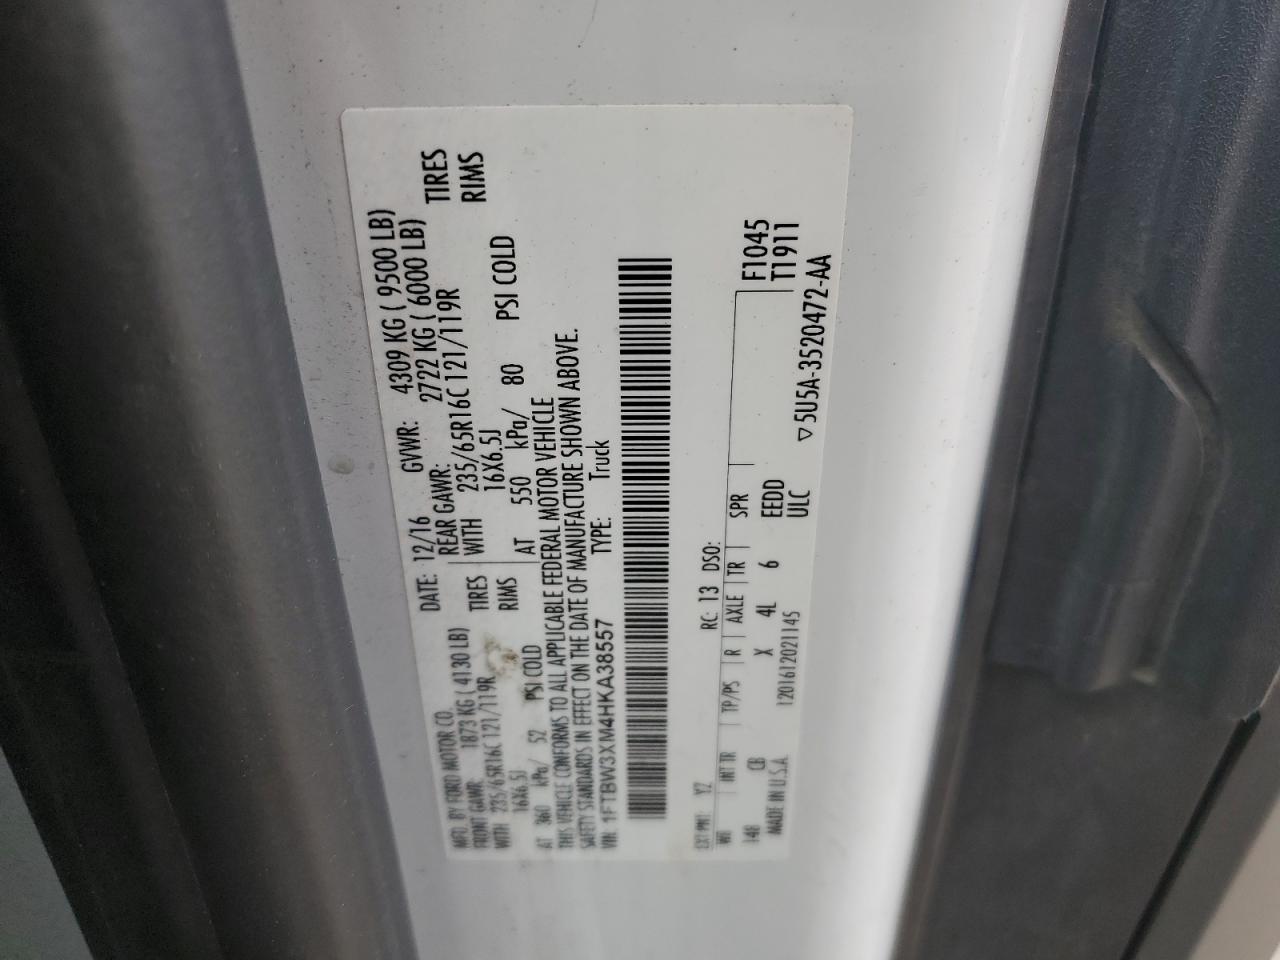 MFD. BY FORD MOTOR CO. DATE: 12/16 GVWR: 4309 KG ( 9500 LB)
FRONT GAWR: 1873 KG ( 4130 LB) REAR GAWR: 2722 KG ( 6000 LB)
WITH 235/65R16C 121/119R TIRES WITH 235/65R16C 121/119R TIRES
16X6.5J RIMS 16X6.5J RIMS
AT 360 kPa/ 52 PSI COLD AT 550 kPa/ 80 PSI COLD
THIS VEHICLE CONFORMS TO ALL APPLICABLE FEDERAL MOTOR VEHICLE
SAFETY STANDARDS IN EFFECT ON THE DATE OF MANUFACTURE SHOWN ABOVE.
VIN: 1FTBW3XM4HKA38557 TYPE: Truck
EXT PNT: YZ RC: 13 DSO:
WB INT TR TP/PS R AXLE TR SPR F1045
148 CB X 4L 6 EEDD T1911
MADE IN U.S.A. 1201612021145 ULC ▽5U5A-3520472-AA